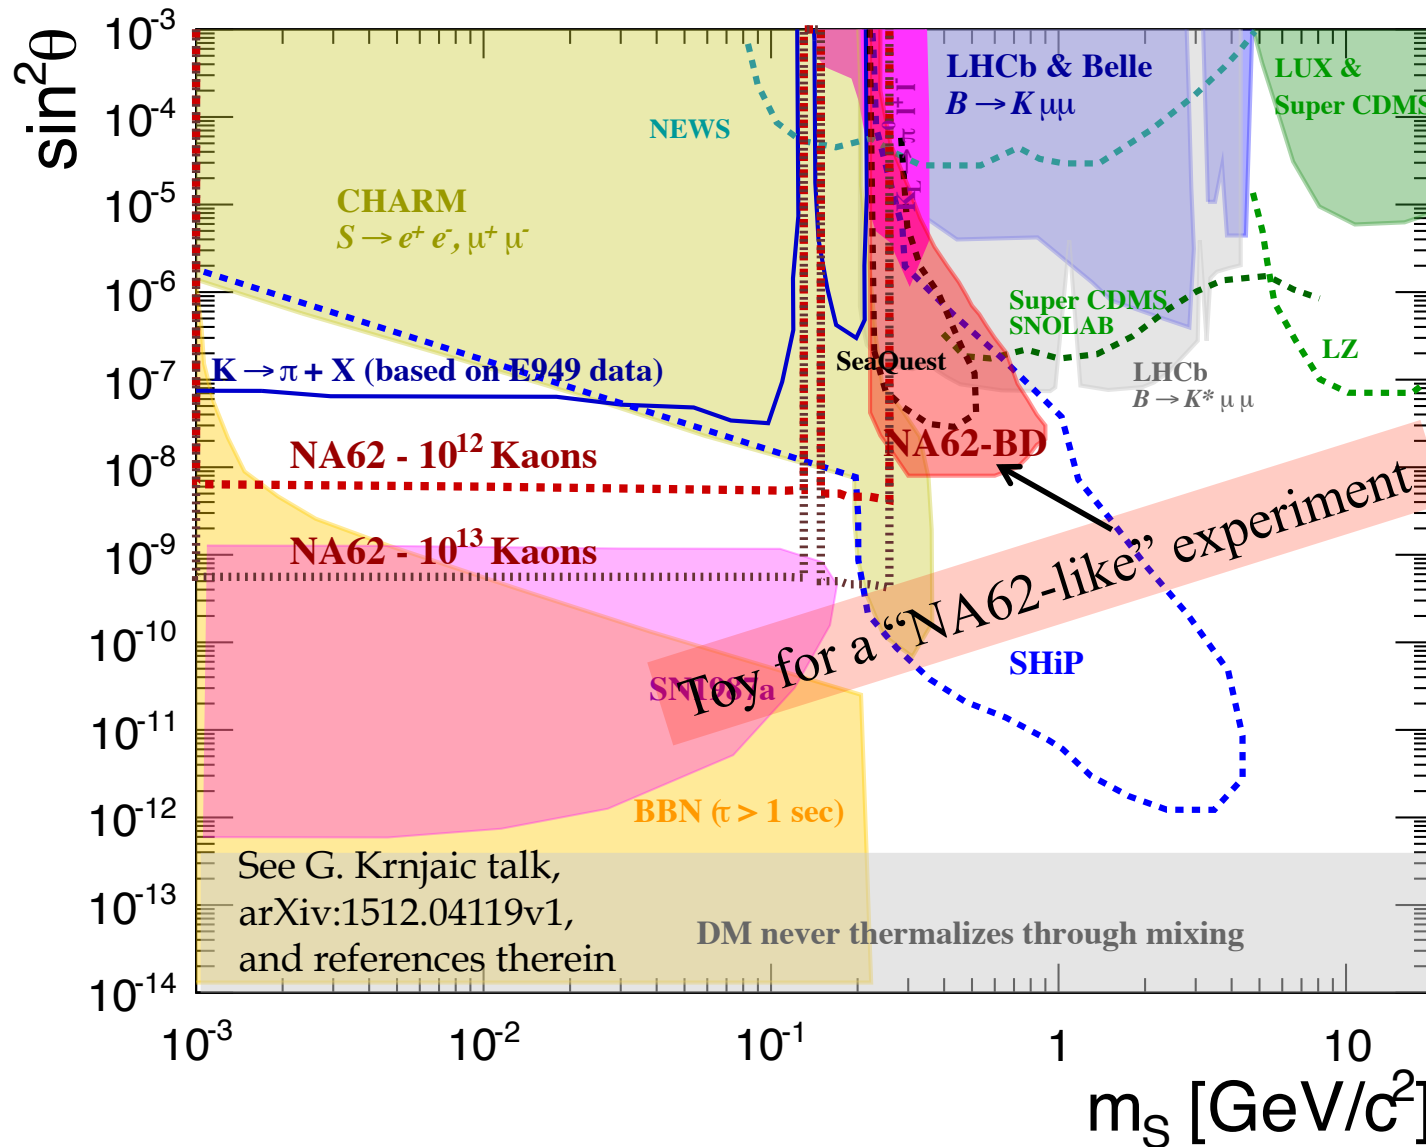 sin²θ
10⁻³
10⁻⁴
10⁻⁵
10⁻⁶
10⁻⁷
10⁻⁸
10⁻⁹
10⁻¹⁰
10⁻¹¹
10⁻¹²
10⁻¹³
10⁻¹⁴
LHCb & Belle
B → K μμ
LUX &
Super CDMS
NEWS
K_L → π l⁺ l⁻
CHARM
S → e⁺ e⁻, μ⁺ μ⁻
Super CDMS
SNOLAB
LZ
SeaQuest
K → π + X (based on E949 data)
LHCb
B → K* μ μ
NA62-BD
NA62 - 10¹² Kaons
NA62 - 10¹³ Kaons
Toy for a “NA62-like” experiment
SHiP
SN1987a
BBN (τ > 1 sec)
See G. Krnjaic talk,
arXiv:1512.04119v1,
and references therein
DM never thermalizes through mixing
10⁻³ 10⁻² 10⁻¹ 1 10
m_S [GeV/c²]